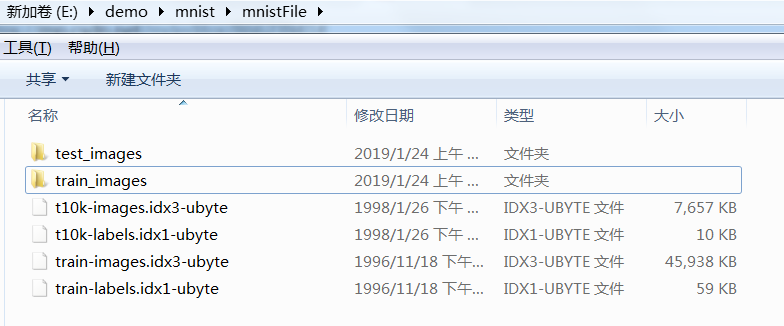 新加卷 (E:) ▸ demo ▸ mnist ▸ mnistFile ▸
工具(T) 帮助(H)
共享 新建文件夹
名称 修改日期 类型 大小
test_images 2019/1/24 上午 ... 文件夹
train_images 2019/1/24 上午 ... 文件夹
t10k-images.idx3-ubyte 1998/1/26 下午 ... IDX3-UBYTE 文件 7,657 KB
t10k-labels.idx1-ubyte 1998/1/26 下午 ... IDX1-UBYTE 文件 10 KB
train-images.idx3-ubyte 1996/11/18 下午... IDX3-UBYTE 文件 45,938 KB
train-labels.idx1-ubyte 1996/11/18 下午... IDX1-UBYTE 文件 59 KB